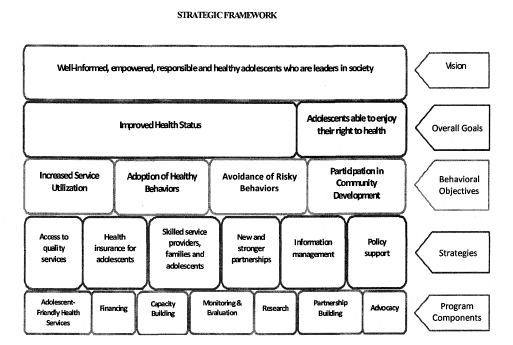 STRATEGIC FRAMEWORK
Well-informed, empowered, responsible and healthy adolescents who are leaders in society
Vision
Improved Health Status
Adolescents able to enjoy
their right to health
Overall Goals
Increased Service
Utilization
Adoption of Healthy
Behaviors
Avoidance of Risky
Behaviors
Participation in
Community
Development
Behavioral
Objectives
Access to
quality
services
Health
insurance for
adolescents
Skilled service
providers,
families and
adolescents
New and
stronger
partnerships
Information
management
Policy
support
Strategies
Adolescent-
Friendly Health
Services
Financing
Capacity
Building
Monitoring &
Evaluation
Research
Partnership
Building
Advocacy
Program
Components